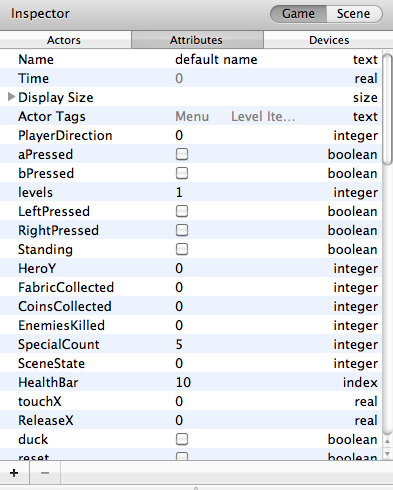 Inspector Game Scene
Actors Attributes Devices
Name default name text
Time 0 real
Display Size size
Actor Tags Menu Level Ite... text
PlayerDirection 0 integer
aPressed boolean
bPressed boolean
levels 1 integer
LeftPressed boolean
RightPressed boolean
Standing boolean
HeroY 0 integer
FabricCollected 0 integer
CoinsCollected 0 integer
EnemiesKilled 0 integer
SpecialCount 5 integer
SceneState 0 integer
HealthBar 10 index
touchX 0 real
ReleaseX 0 real
duck boolean
reset boolean
+ −